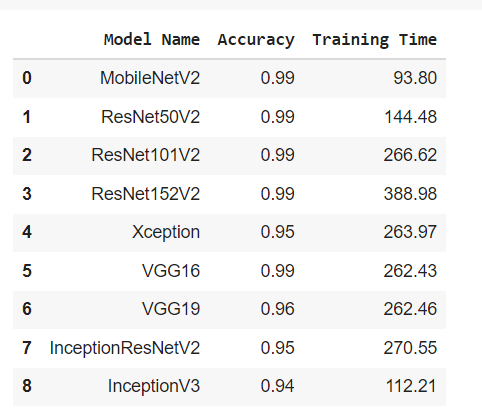 Model Name Accuracy Training Time
0 MobileNetV2 0.99 93.80
1 ResNet50V2 0.99 144.48
2 ResNet101V2 0.99 266.62
3 ResNet152V2 0.99 388.98
4 Xception 0.95 263.97
5 VGG16 0.99 262.43
6 VGG19 0.96 262.46
7 InceptionResNetV2 0.95 270.55
8 InceptionV3 0.94 112.21